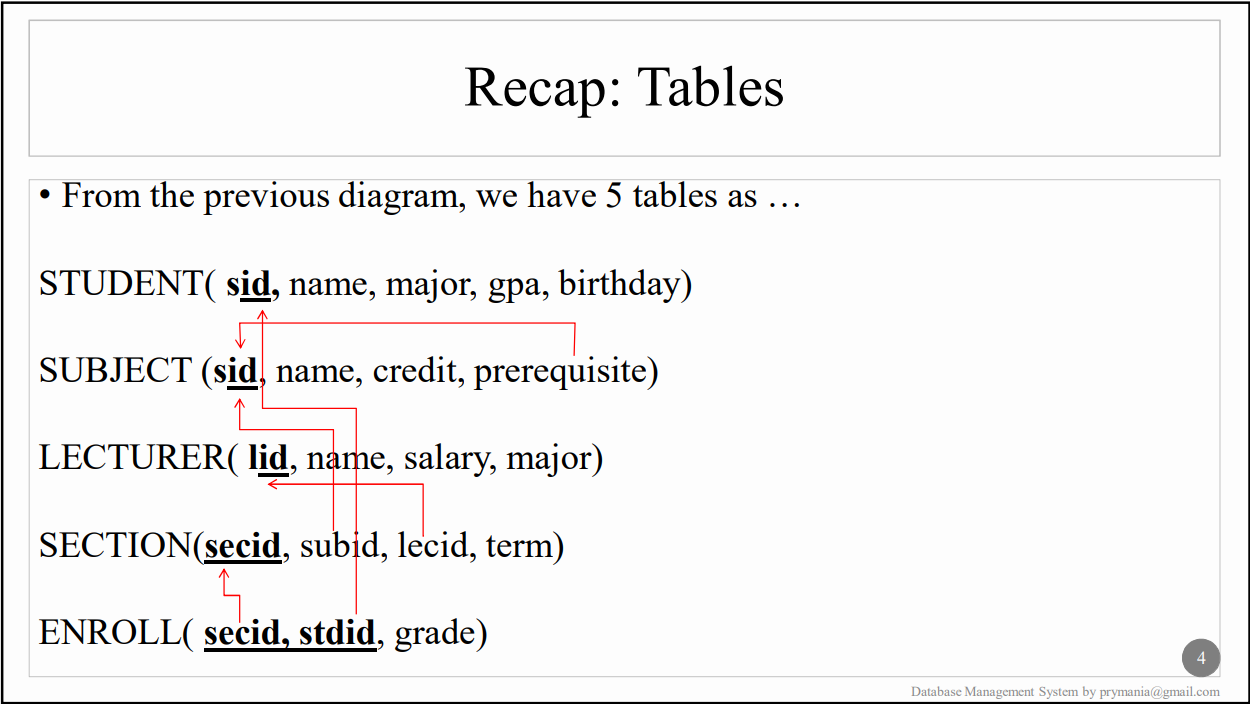 Recap: Tables
• From the previous diagram, we have 5 tables as …
STUDENT( sid, name, major, gpa, birthday)
SUBJECT (sid, name, credit, prerequisite)
LECTURER( lid, name, salary, major)
SECTION(secid, subid, lecid, term)
ENROLL( secid, stdid, grade)
4
Database Management System by prymania@gmail.com